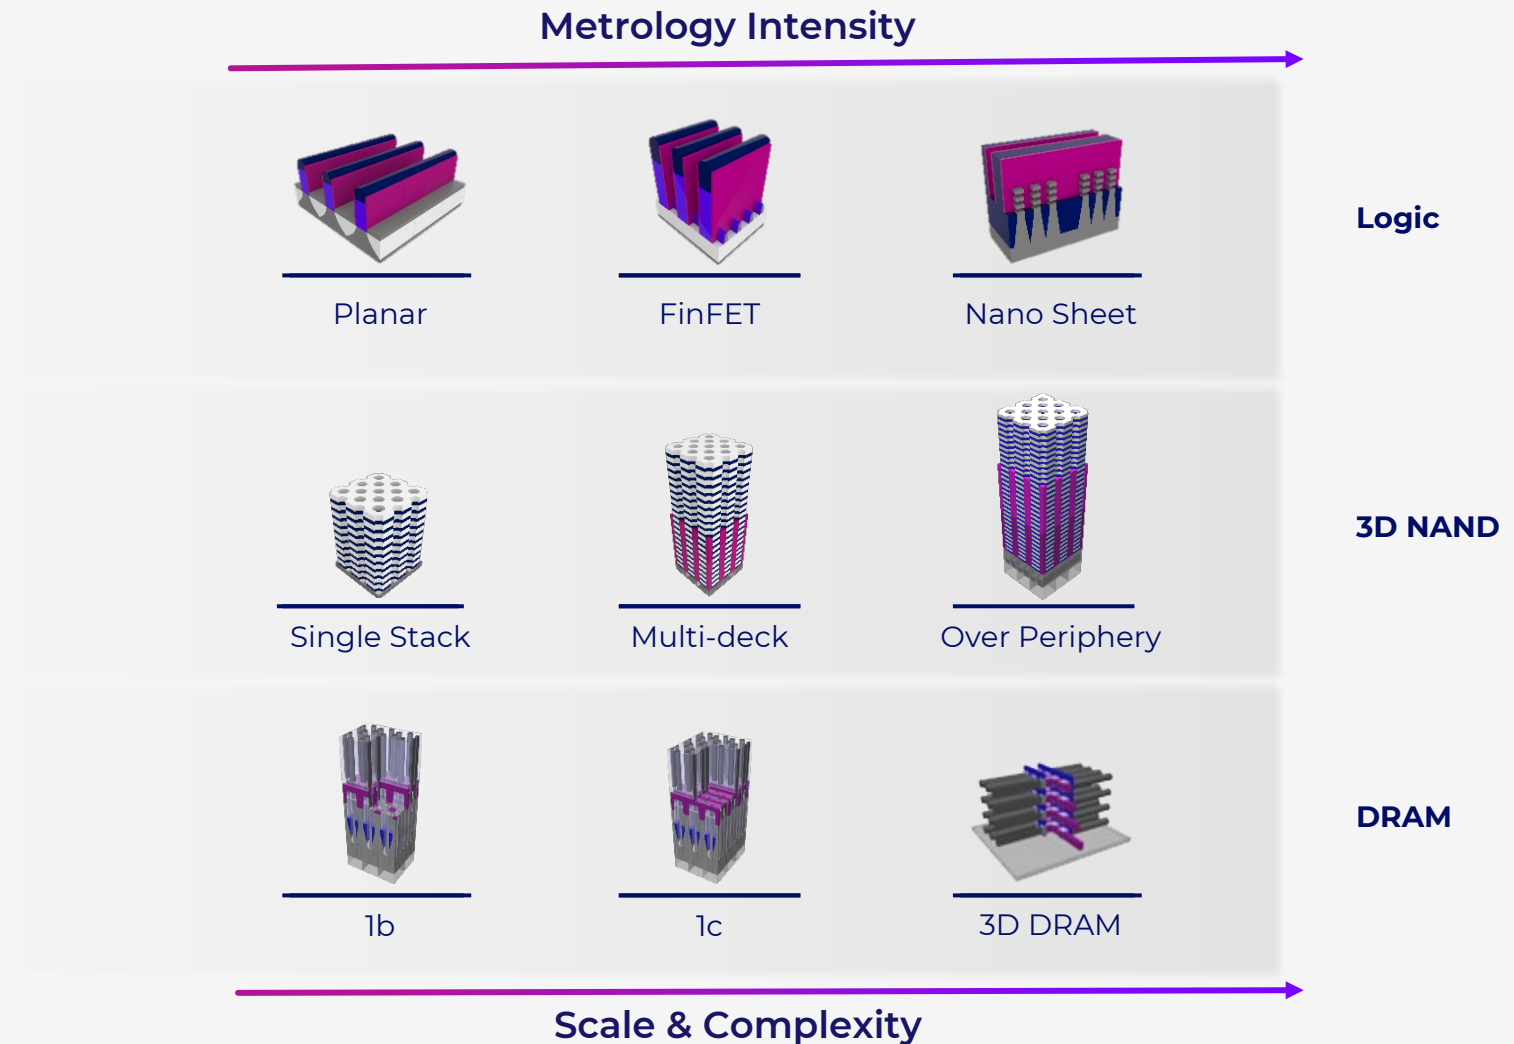 Metrology Intensity
Logic
Planar
FinFET
Nano Sheet
3D NAND
Single Stack
Multi-deck
Over Periphery
DRAM
1b
1c
3D DRAM
Scale & Complexity